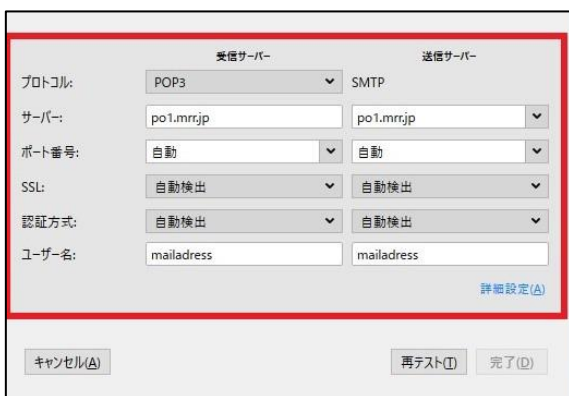 受信サーバー 送信サーバー
プロトコル: POP3 SMTP
サーバー: po1.mrr.jp po1.mrr.jp
ポート番号: 自動 自動
SSL: 自動検出 自動検出
認証方式: 自動検出 自動検出
ユーザー名: mailadress mailadress
詳細設定(A)
キャンセル(A) 再テスト(T) 完了(D)